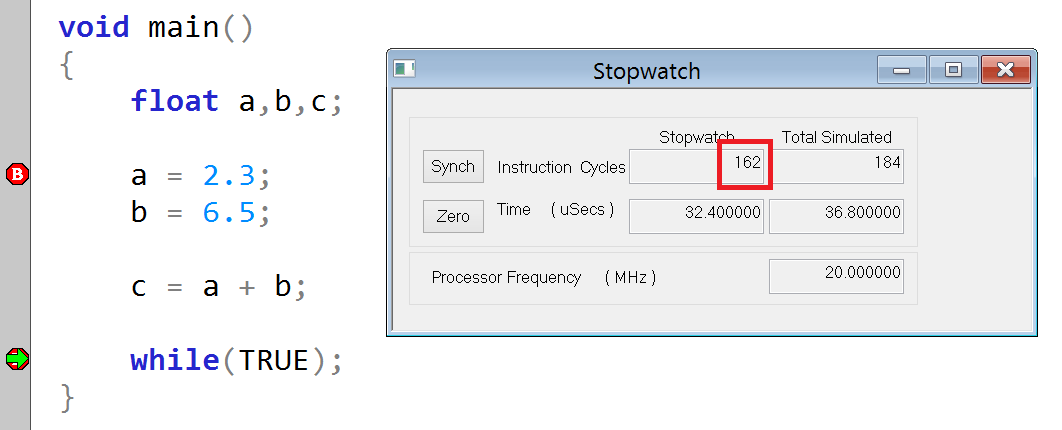 void main()
{
float a,b,c;
B
a = 2.3;
b = 6.5;
c = a + b;
while(TRUE);
}
Stopwatch
Stopwatch Total Simulated
Synch Instruction Cycles 162 184
Zero Time ( uSecs ) 32.400000 36.800000
Processor Frequency ( MHz ) 20.000000